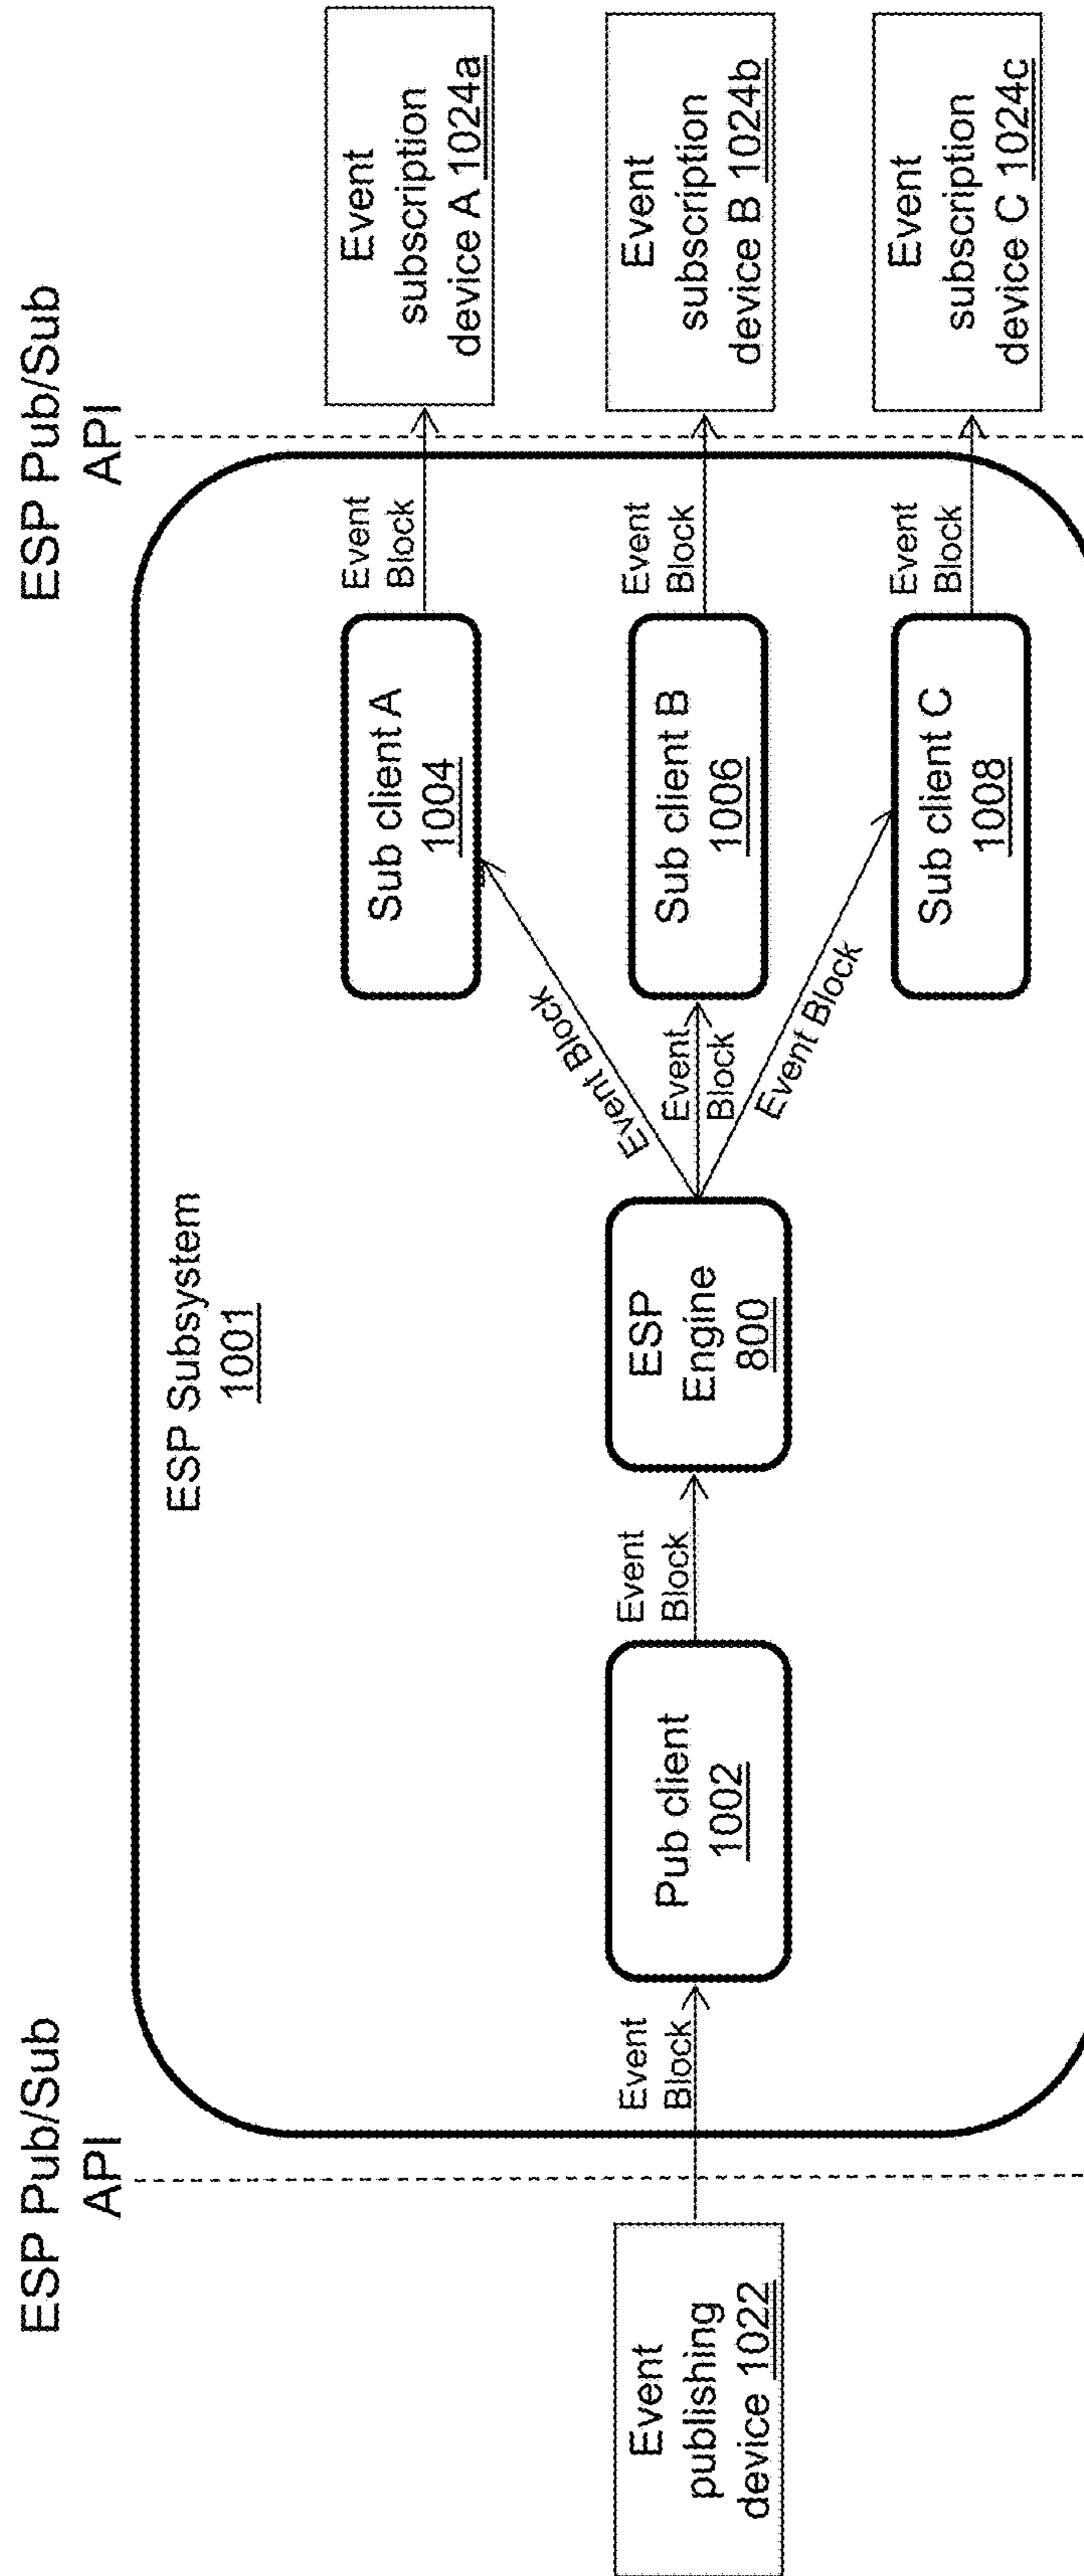 ESP Pub/Sub
API
ESP Pub/Sub
API
ESP Subsystem
1001
Event
publishing
device 1022
Event
Block
Pub client
1002
Event
Block
ESP
Engine
800
Event Block
Event
Block
Event Block
Sub client A
1004
Sub client B
1006
Sub client C
1008
Event
Block
Event
Block
Event
Block
Event
subscription
device A 1024a
Event
subscription
device B 1024b
Event
subscription
device C 1024c